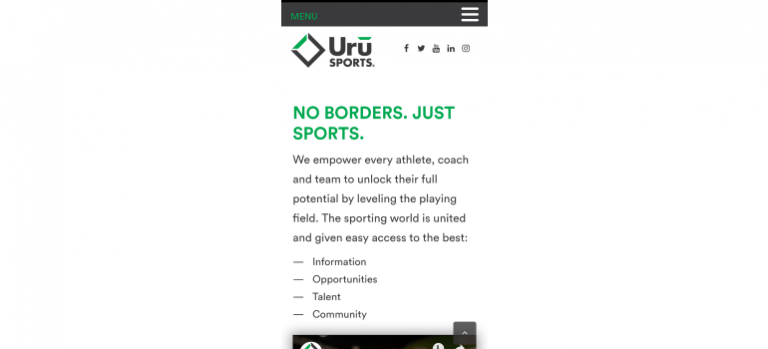 MENU
Urū
SPORTS.
NO BORDERS. JUST
SPORTS.
We empower every athlete, coach
and team to unlock their full
potential by leveling the playing
field. The sporting world is united
and given easy access to the best:
— Information
— Opportunities
— Talent
— Community